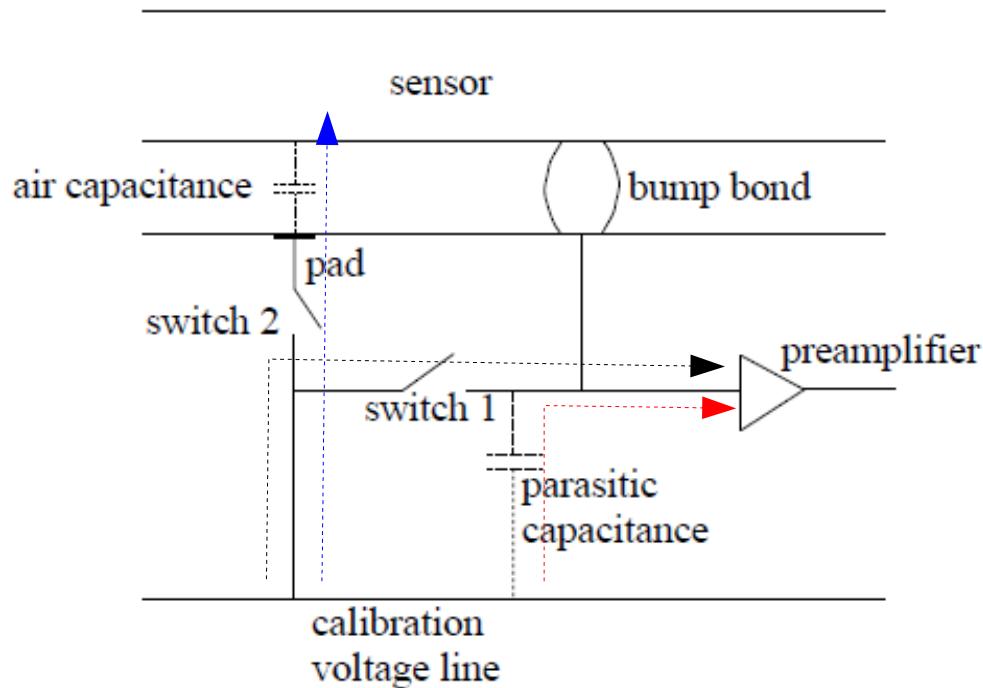 sensor
air capacitance
bump bond
pad
switch 2
preamplifier
switch 1
parasitic
capacitance
calibration
voltage line